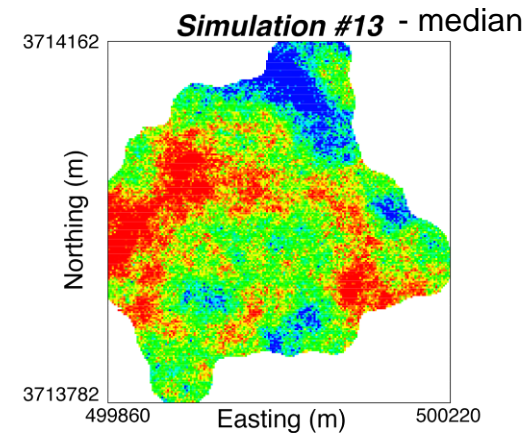 Simulation #13 - median
3714162
Northing (m)
3713782
499860
Easting (m)
500220